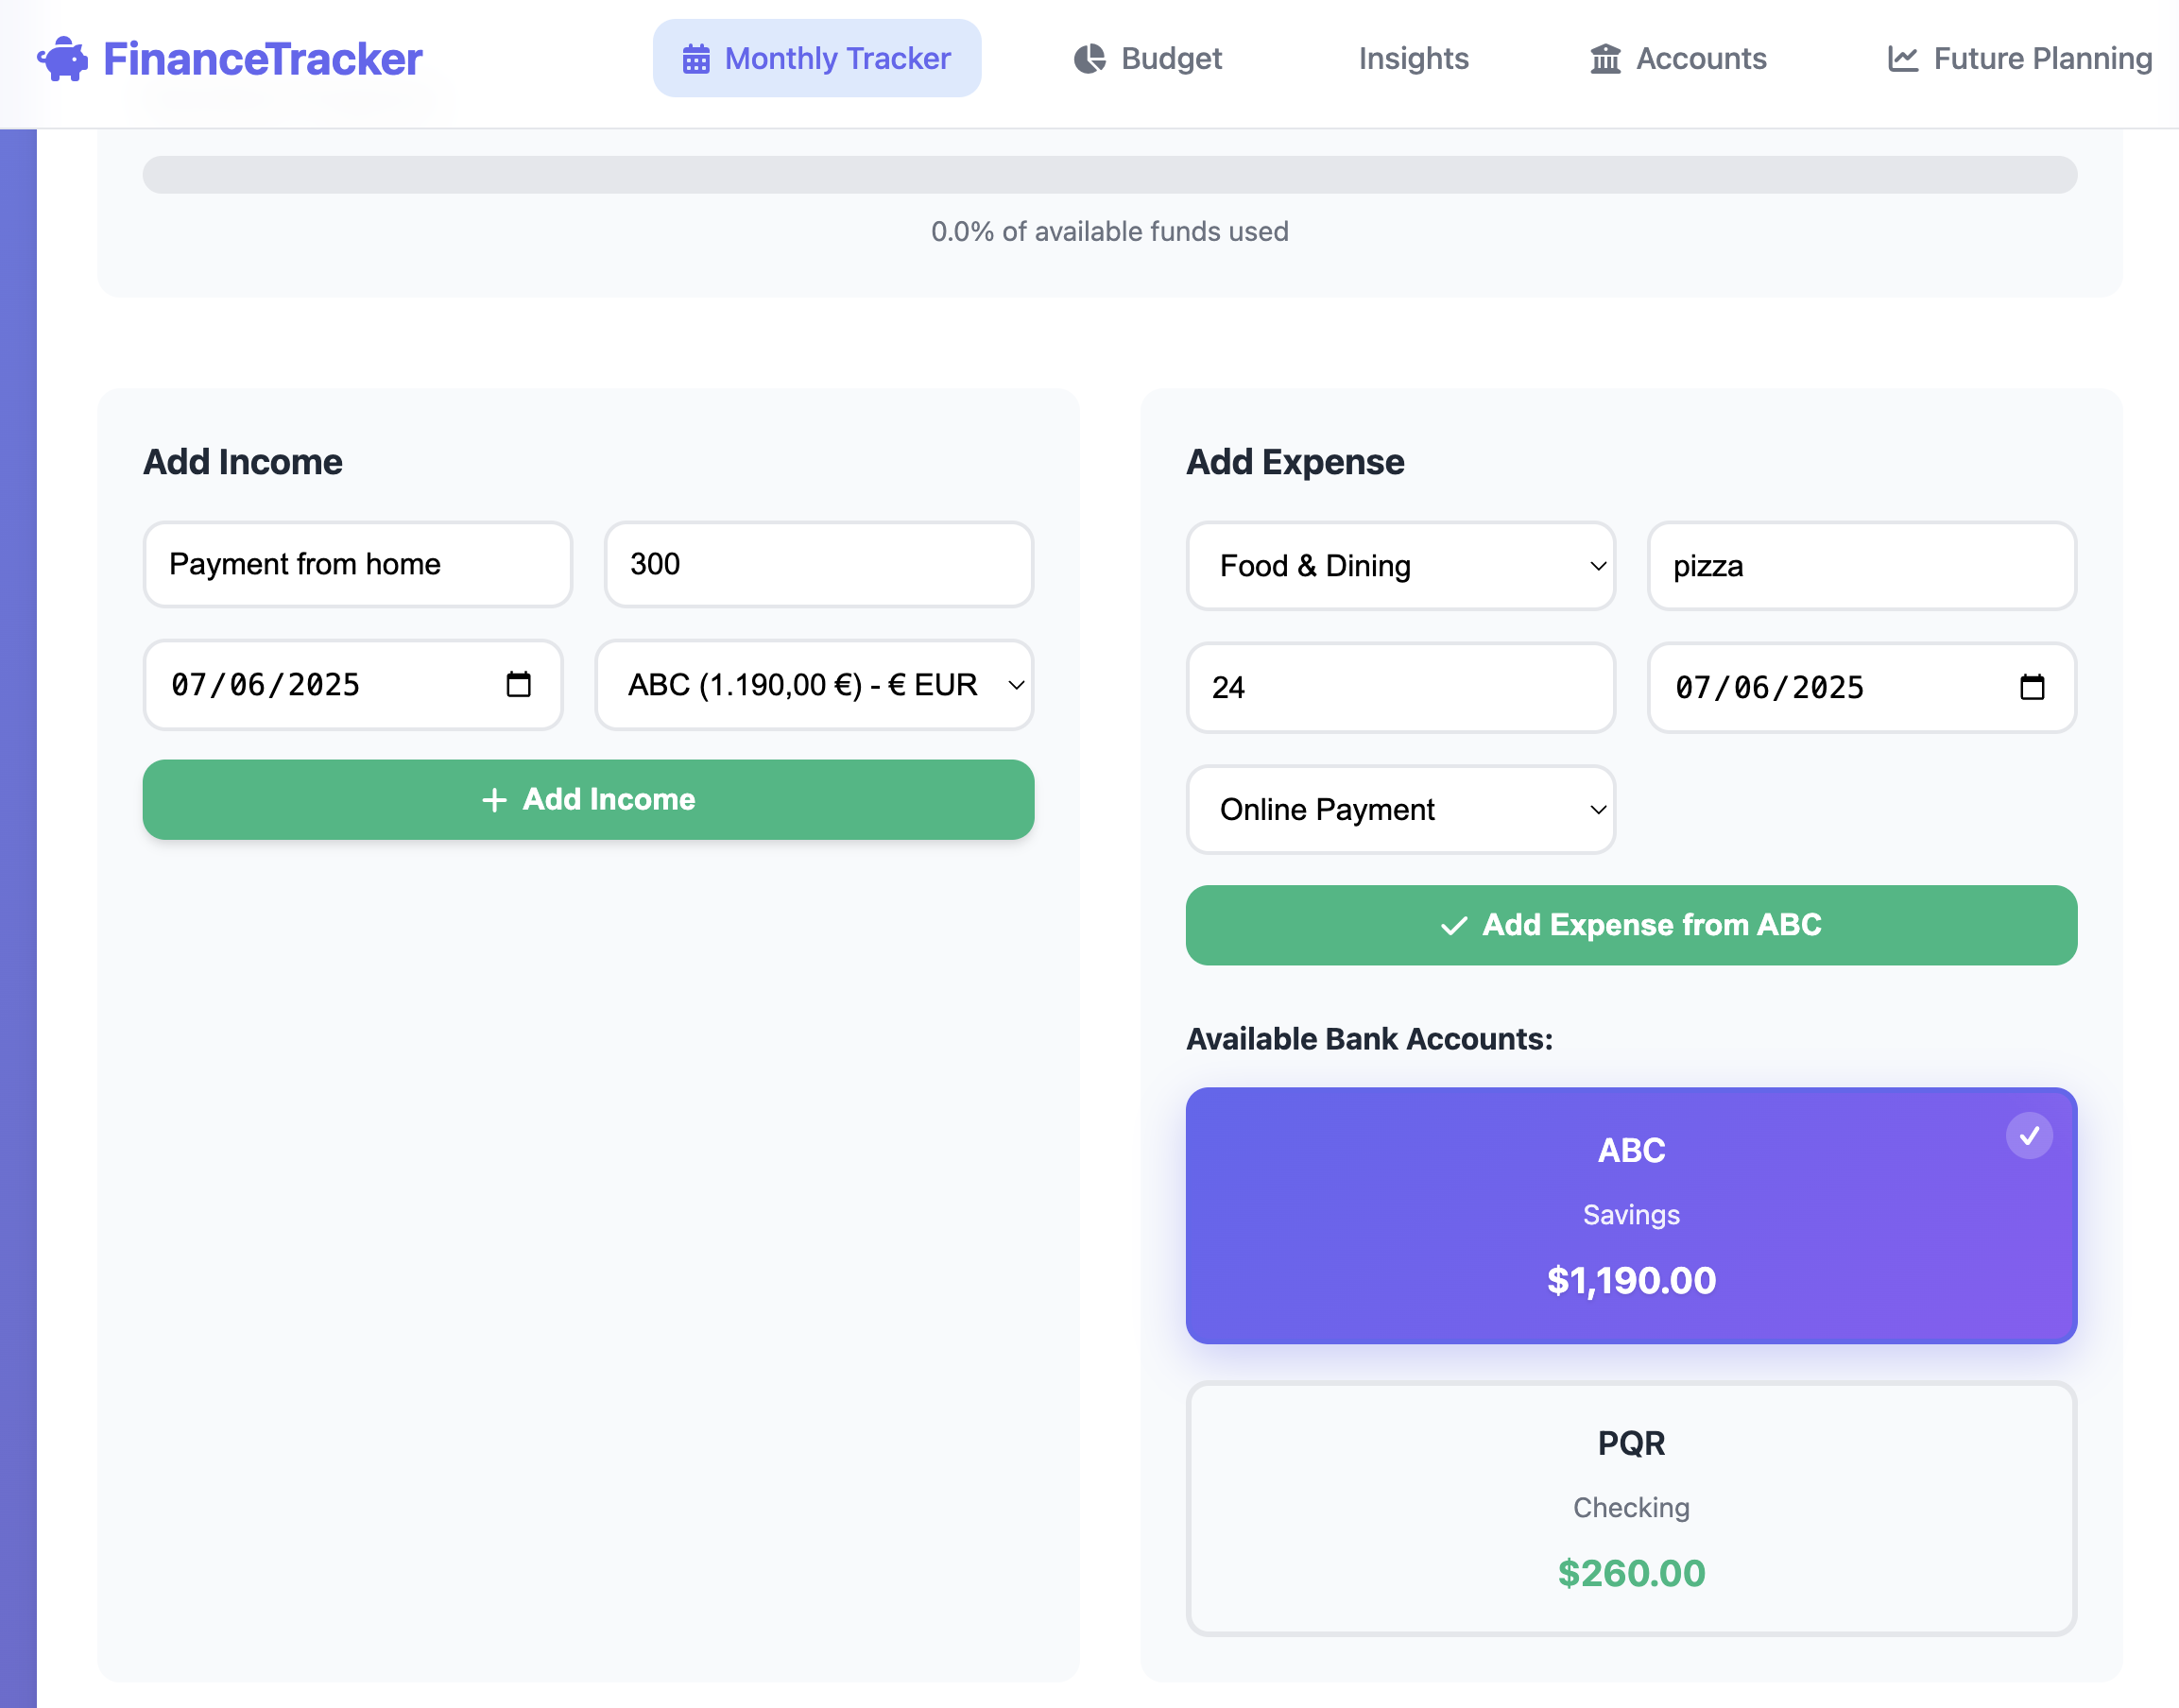 FinanceTracker
Monthly Tracker
Budget
Insights
Accounts
Future Planning
0.0% of available funds used
Add Income
Payment from home
300
07/06/2025
ABC (1.190,00 €) - € EUR
+ Add Income
Add Expense
Food & Dining
pizza
24
07/06/2025
Online Payment
Add Expense from ABC
Available Bank Accounts:
ABC
Savings
$1,190.00
PQR
Checking
$260.00